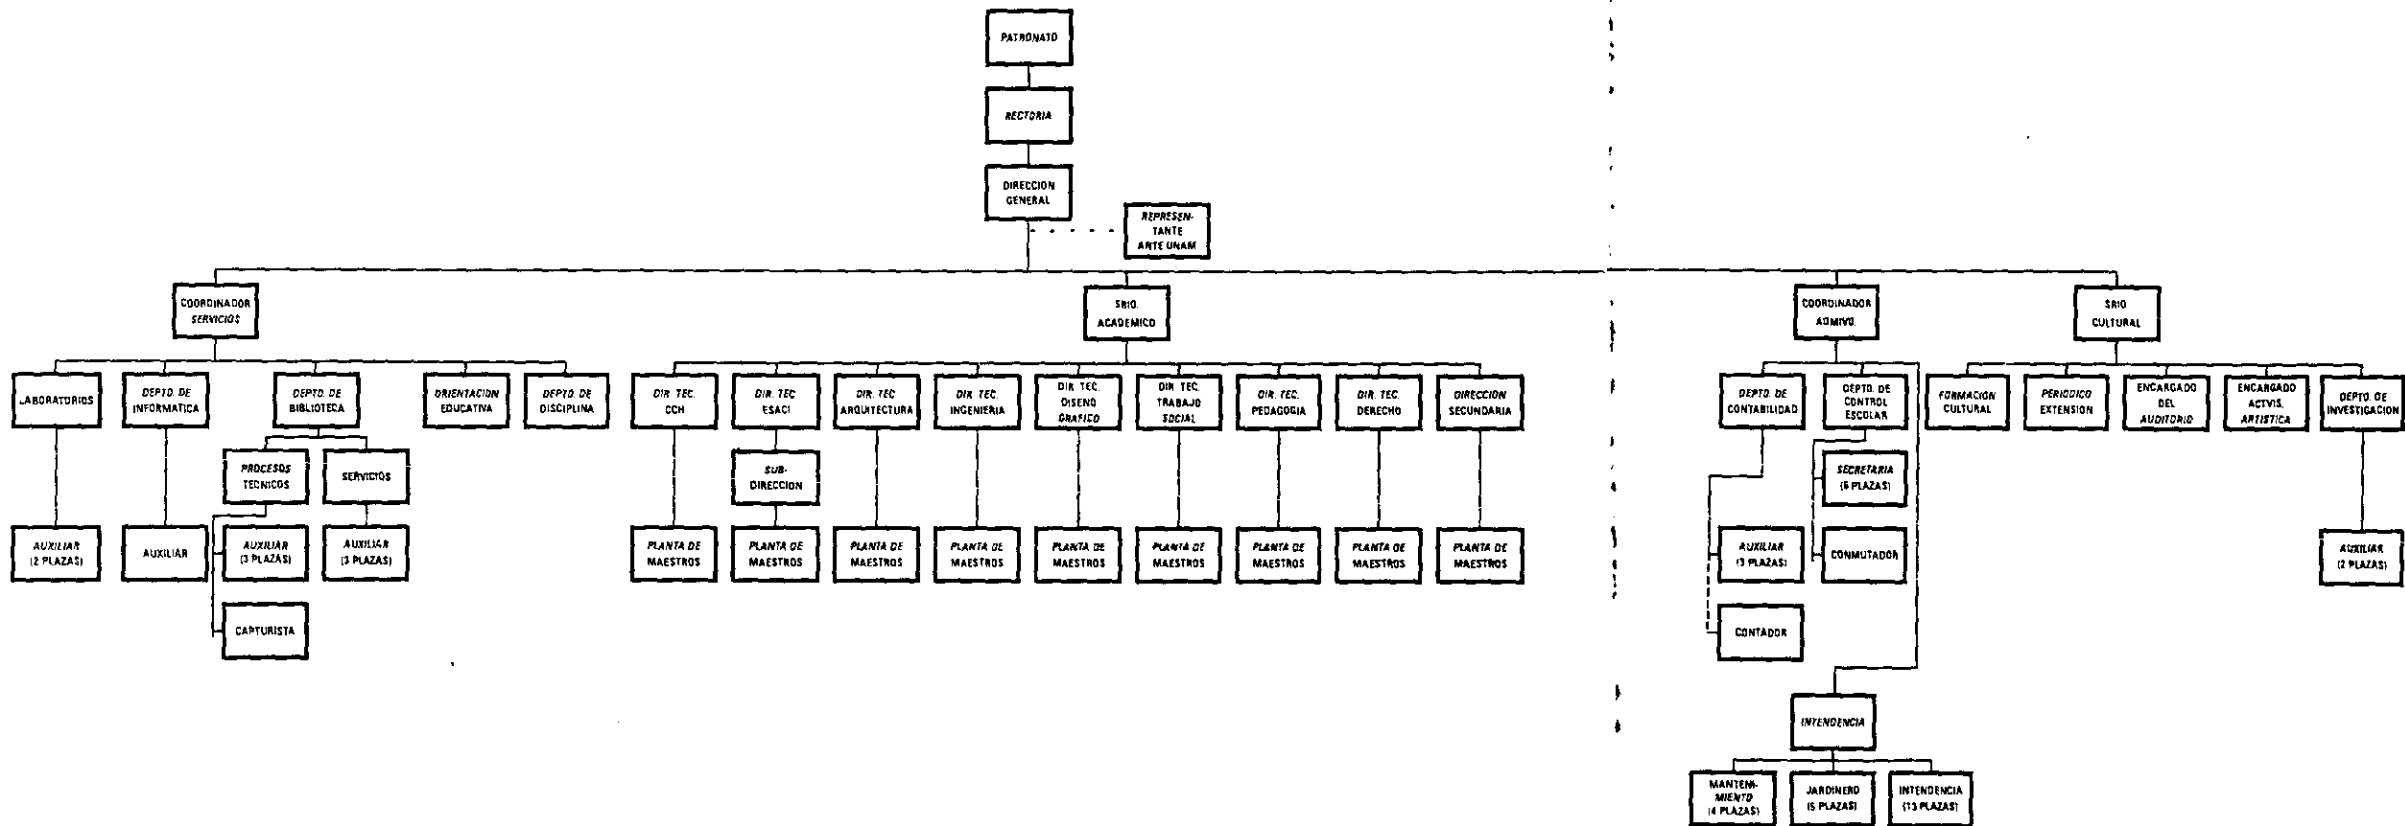 PATRONATO
RECTORIA
DIRECCION
GENERAL
REPRESEN-
TANTE
ANTE UNAM
COORDINADOR
SERVICIOS
SRIO.
ACADEMICO
COORDINADOR
ADMIVO.
SRIO
CULTURAL
LABORATORIOS
DEPTO. DE
INFORMATICA
DEPTO. DE
BIBLIOTECA
ORIENTACION
EDUCATIVA
DEPTO. DE
DISCIPLINA
DIR. TEC.
CCH
DIR. TEC
ESACI
DIR. TEC
ARQUITECTURA
DIR. TEC.
INGENIERIA
DIR. TEC.
DISENO
GRAFICO
DIR. TEC.
TRABAJO
SOCIAL
DIR. TEC.
PEDAGOGIA
DIR. TEC.
DERECHO
DIRECCION
SECUNDARIA
DEPTO. DE
CONTABILIDAD
DEPTO. DE
CONTROL
ESCOLAR
FORMACION
CULTURAL
PERIODICO
EXTENSION
ENCARGADO
DEL
AUDITORIO
ENCARGADO
ACTVIS.
ARTISTICA
DEPTO. DE
INVESTIGACION
PROCESOS
TECNICOS
SERVICIOS
SUB-
DIRECCION
SECRETARIA
(6 PLAZAS)
AUXILIAR
(2 PLAZAS)
AUXILIAR
AUXILIAR
(3 PLAZAS)
AUXILIAR
(3 PLAZAS)
PLANTA DE
MAESTROS
PLANTA DE
MAESTROS
PLANTA DE
MAESTROS
PLANTA DE
MAESTROS
PLANTA DE
MAESTROS
PLANTA DE
MAESTROS
PLANTA DE
MAESTROS
PLANTA DE
MAESTROS
PLANTA DE
MAESTROS
AUXILIAR
(3 PLAZAS)
CONMUTADOR
AUXILIAR
(2 PLAZAS)
CAPTURISTA
CONTADOR
INTENDENCIA
MANTENI-
MIENTO
(4 PLAZAS)
JARDINERO
(5 PLAZAS)
INTENDENCIA
(13 PLAZAS)